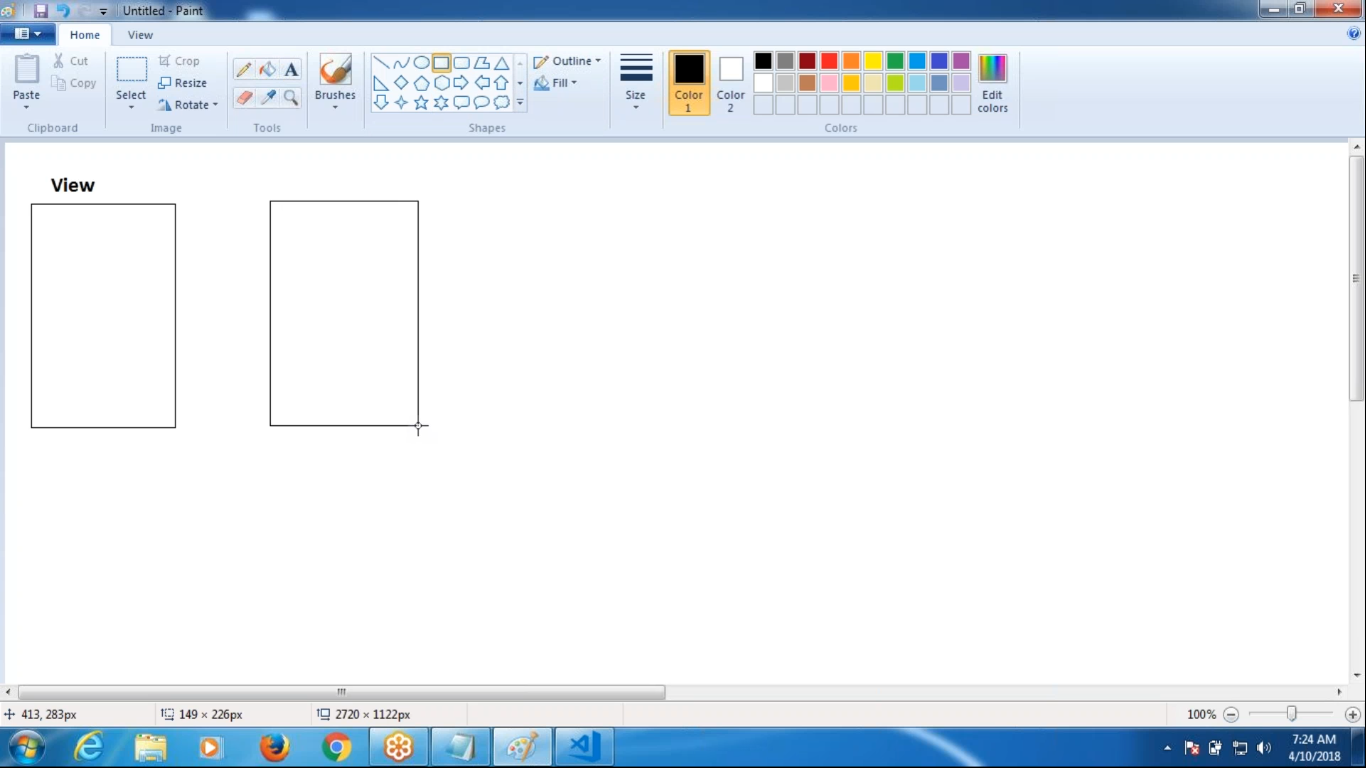 Untitled - Paint
Home View
Paste
Cut
Copy
Clipboard
Select
Crop
Resize
Rotate
Image
A
Tools
Brushes
Shapes
Outline
Fill
Size
Color 1
Color 2
Edit colors
Colors
View
413, 283px 149 × 226px 2720 × 1122px 100%
7:24 AM
4/10/2018